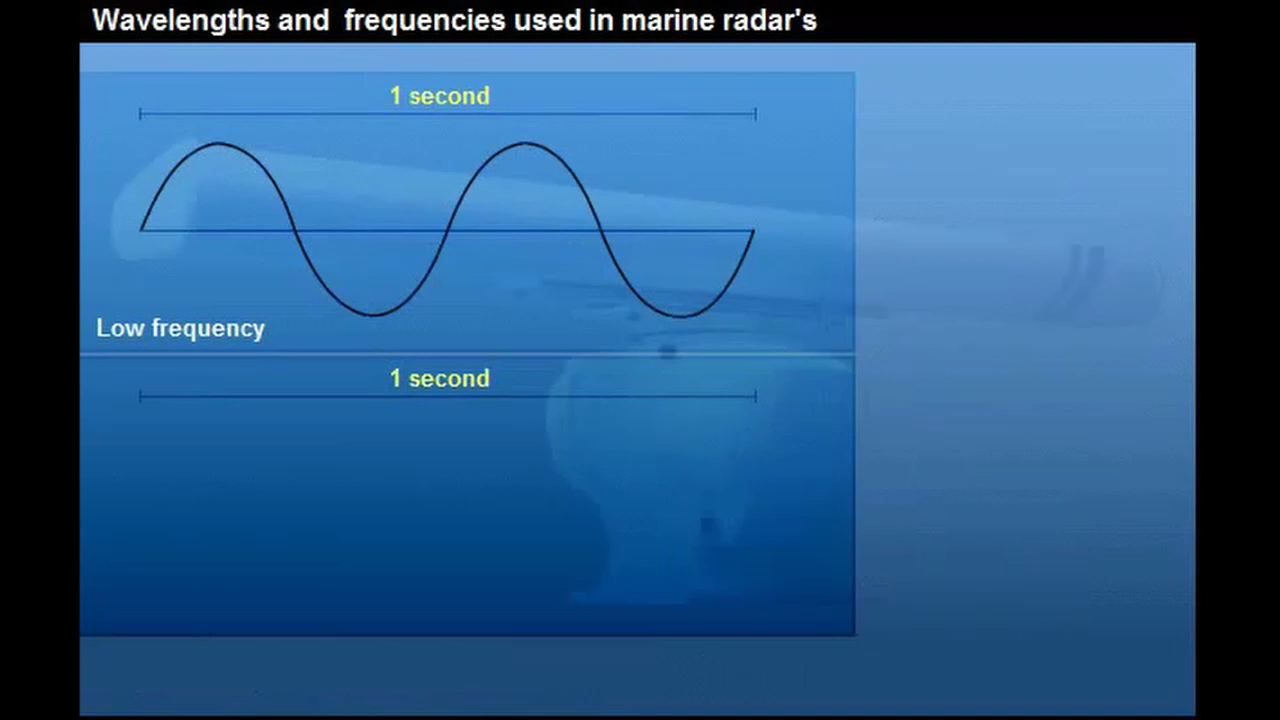 Wavelengths and frequencies used in marine radar's
1 second
Low frequency
1 second